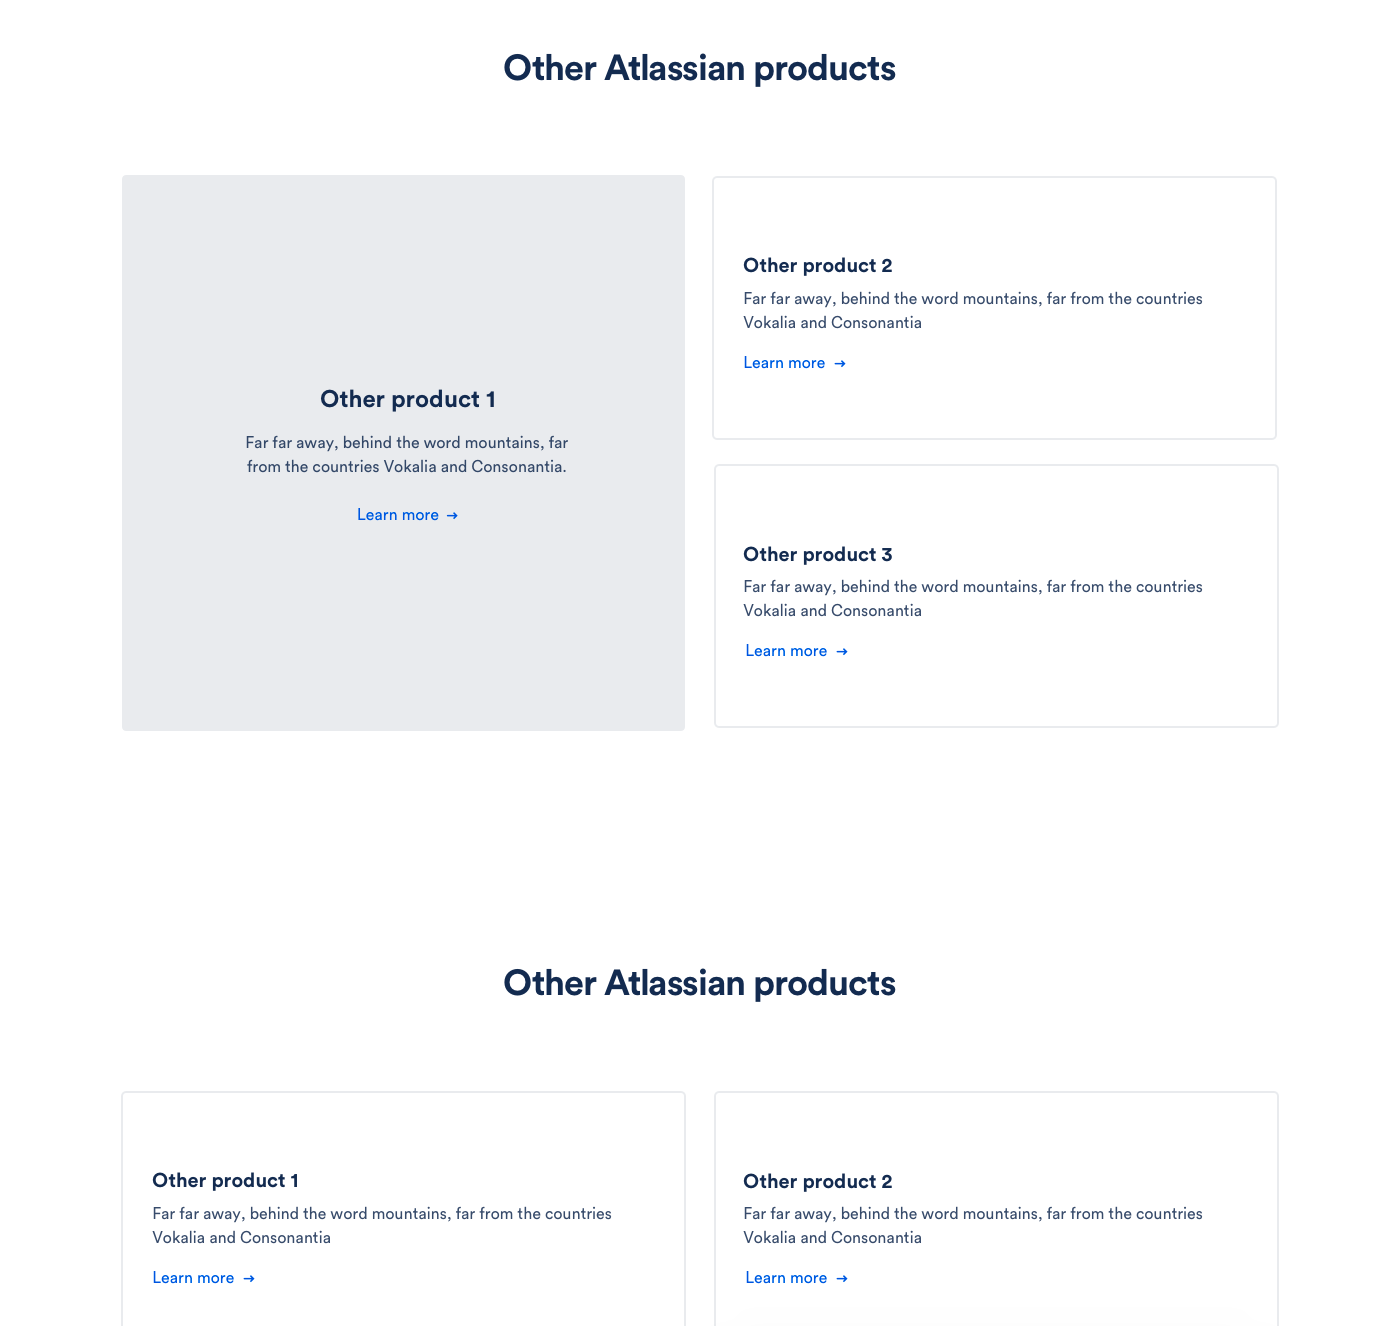 Other Atlassian products
Other product 1
Far far away, behind the word mountains, far
from the countries Vokalia and Consonantia.
Learn more →
Other product 2
Far far away, behind the word mountains, far from the countries
Vokalia and Consonantia
Learn more →
Other product 3
Far far away, behind the word mountains, far from the countries
Vokalia and Consonantia
Learn more →
Other Atlassian products
Other product 1
Far far away, behind the word mountains, far from the countries
Vokalia and Consonantia
Learn more →
Other product 2
Far far away, behind the word mountains, far from the countries
Vokalia and Consonantia
Learn more →